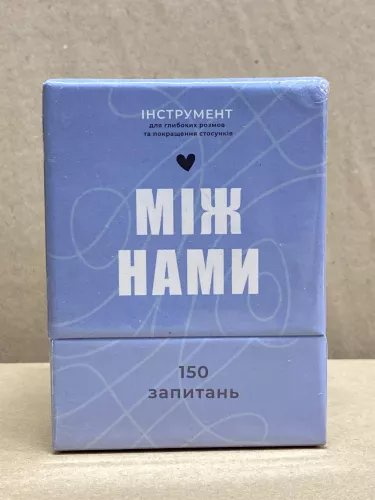 ІНСТРУМЕНТ
для глибоких розмов
та покращення стосунків
МІЖ
НАМИ
150
запитань